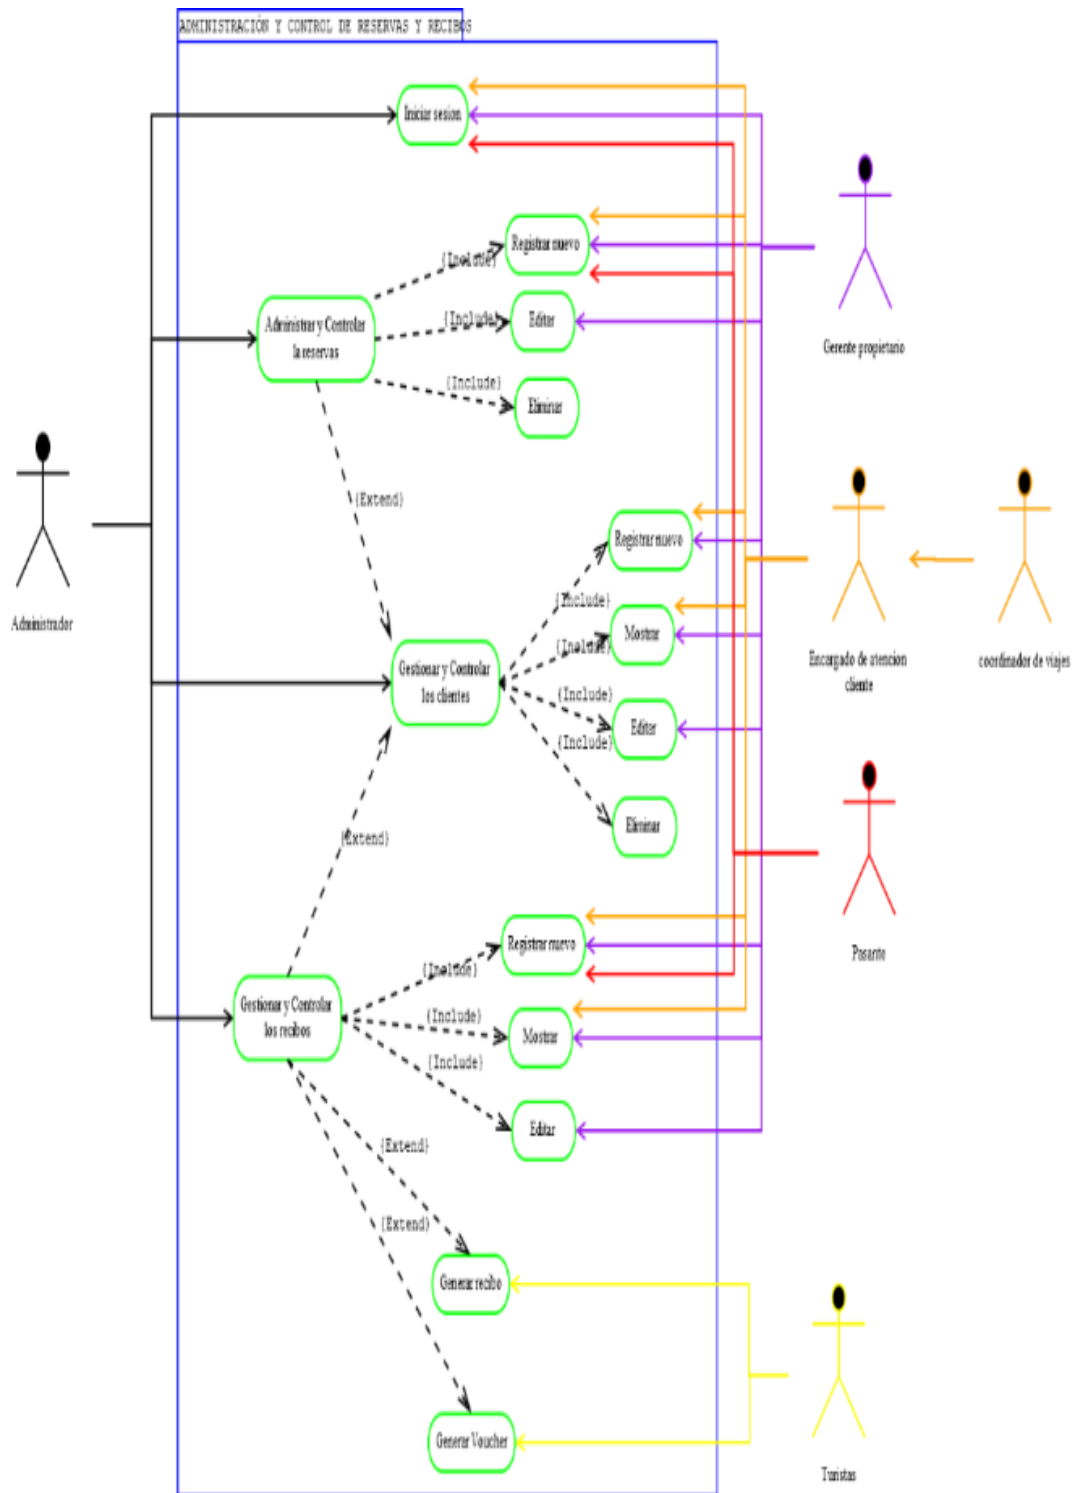 ADMINISTRACIÓN Y CONTROL DE RESERVAS Y RECIBOS
Iniciar sesion
Registrar nuevo
{Include}
Administrar y Controlar
la reservas
{Include}
Editar
Gerente propietario
{Include}
Eliminar
{Extend}
Administrador
Registrar nuevo
{Include}
Mostrar
{Include}
Gestionar y Controlar
los clientes
{Include}
Editar
{Include}
Encargado de atencion
cliente
coordinador de viajes
Eliminar
{Extend}
Pasante
Registrar nuevo
{Include}
Gestionar y Controlar
los recibos
{Include}
Mostrar
{Include}
Editar
{Extend}
{Extend}
Generar recibo
Generar Voucher
Turistas